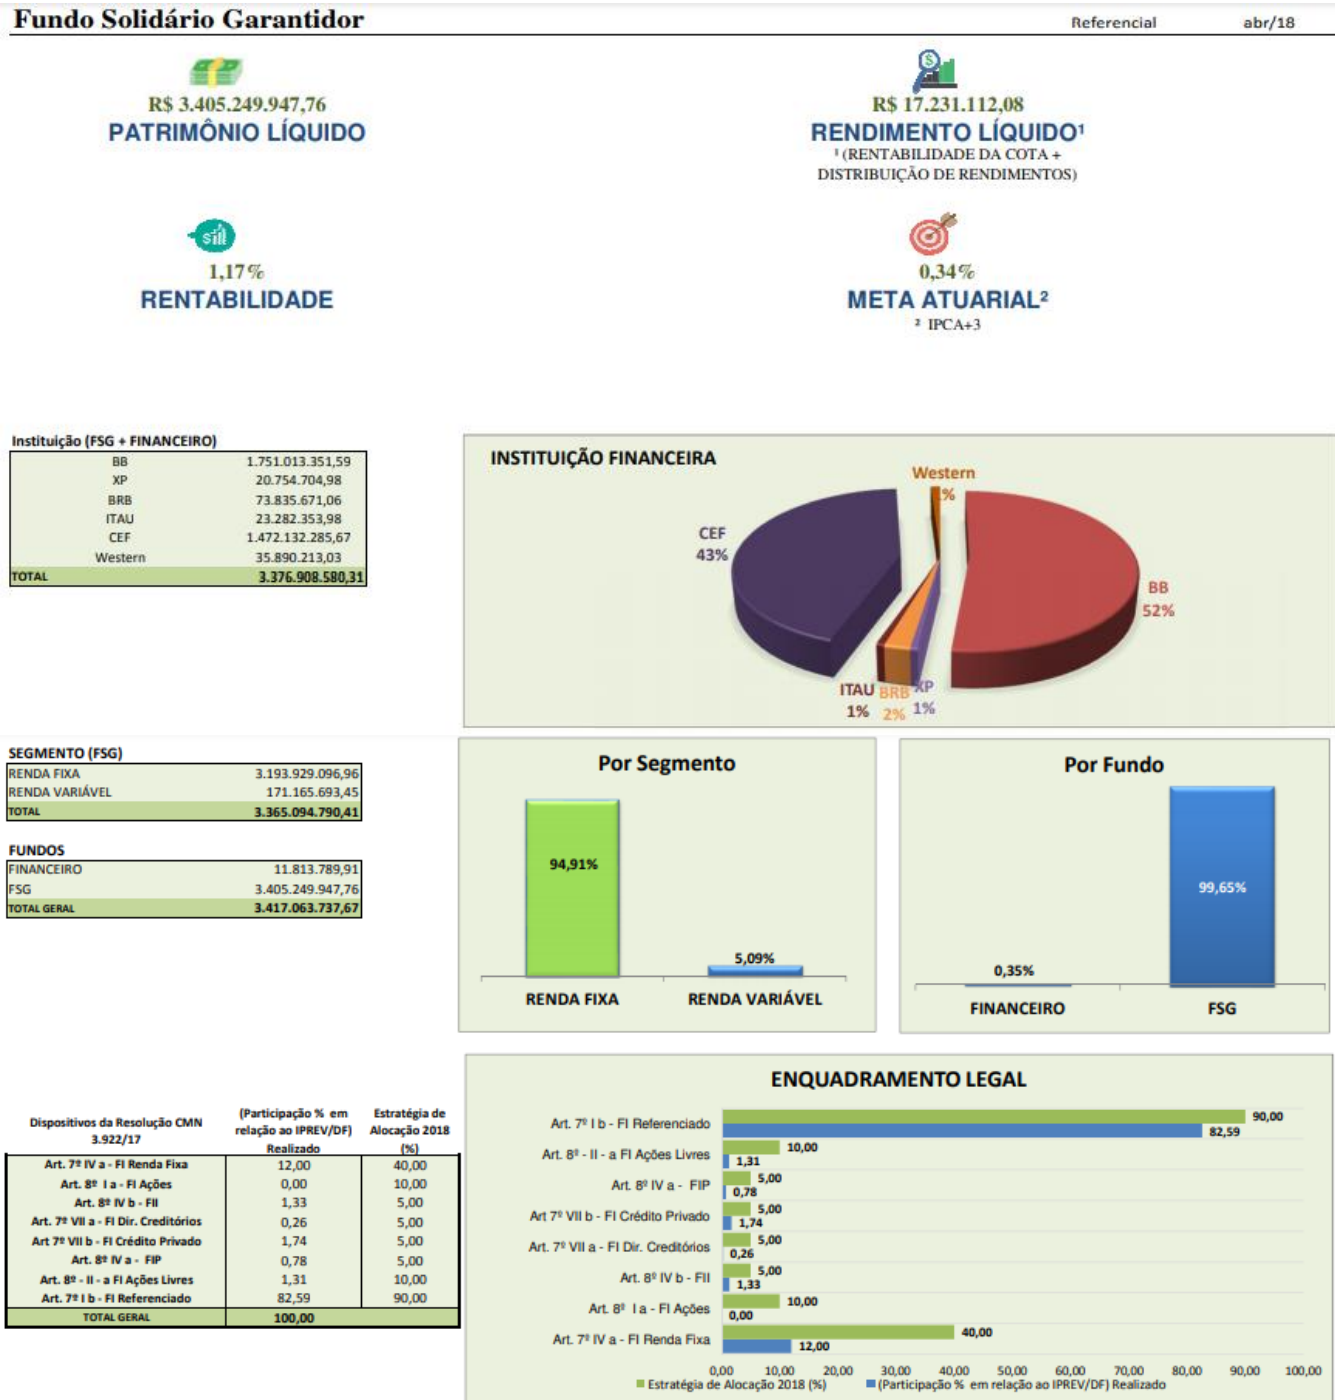 Fundo Solidário Garantidor
Referencial abr/18
R$ 3.405.249.947,76
PATRIMÔNIO LÍQUIDO
R$ 17.231.112,08
RENDIMENTO LÍQUIDO¹
¹ (RENTABILIDADE DA COTA +
DISTRIBUIÇÃO DE RENDIMENTOS)
1,17%
RENTABILIDADE
0,34%
META ATUARIAL²
² IPCA+3
Instituição (FSG + FINANCEIRO)
BB 1.751.013.351,59
XP 20.754.704,98
BRB 73.835.671,06
ITAU 23.282.353,98
CEF 1.472.132.285,67
Western 35.890.213,03
TOTAL 3.376.908.580,31
INSTITUIÇÃO FINANCEIRA
Western
%
CEF
43%
BB
52%
ITAU BRB XP
1% 2% 1%
SEGMENTO (FSG)
RENDA FIXA 3.193.929.096,96
RENDA VARIÁVEL 171.165.693,45
TOTAL 3.365.094.790,41
FUNDOS
FINANCEIRO 11.813.789,91
FSG 3.405.249.947,76
TOTAL GERAL 3.417.063.737,67
Por Segmento
94,91%
5,09%
RENDA FIXA RENDA VARIÁVEL
Por Fundo
99,65%
0,35%
FINANCEIRO FSG
Dispositivos da Resolução CMN
3.922/17
(Participação % em
relação ao IPREV/DF)
Realizado
Estratégia de
Alocação 2018
(%)
Art. 7º IV a - FI Renda Fixa 12,00 40,00
Art. 8º I a - FI Ações 0,00 10,00
Art. 8º IV b - FII 1,33 5,00
Art. 7º VII a - FI Dir. Creditórios 0,26 5,00
Art 7º VII b - FI Crédito Privado 1,74 5,00
Art. 8º IV a - FIP 0,78 5,00
Art. 8º - II - a FI Ações Livres 1,31 10,00
Art. 7º I b - FI Referenciado 82,59 90,00
TOTAL GERAL 100,00
ENQUADRAMENTO LEGAL
Art. 7º I b - FI Referenciado 90,00
82,59
Art. 8º - II - a FI Ações Livres 10,00
1,31
Art. 8º IV a - FIP 5,00
0,78
Art 7º VII b - FI Crédito Privado 5,00
1,74
Art. 7º VII a - FI Dir. Creditórios 5,00
0,26
Art. 8º IV b - FII 5,00
1,33
Art. 8º I a - FI Ações 10,00
0,00
Art. 7º IV a - FI Renda Fixa 40,00
12,00
0,00 10,00 20,00 30,00 40,00 50,00 60,00 70,00 80,00 90,00 100,00
Estratégia de Alocação 2018 (%) (Participação % em relação ao IPREV/DF) Realizado